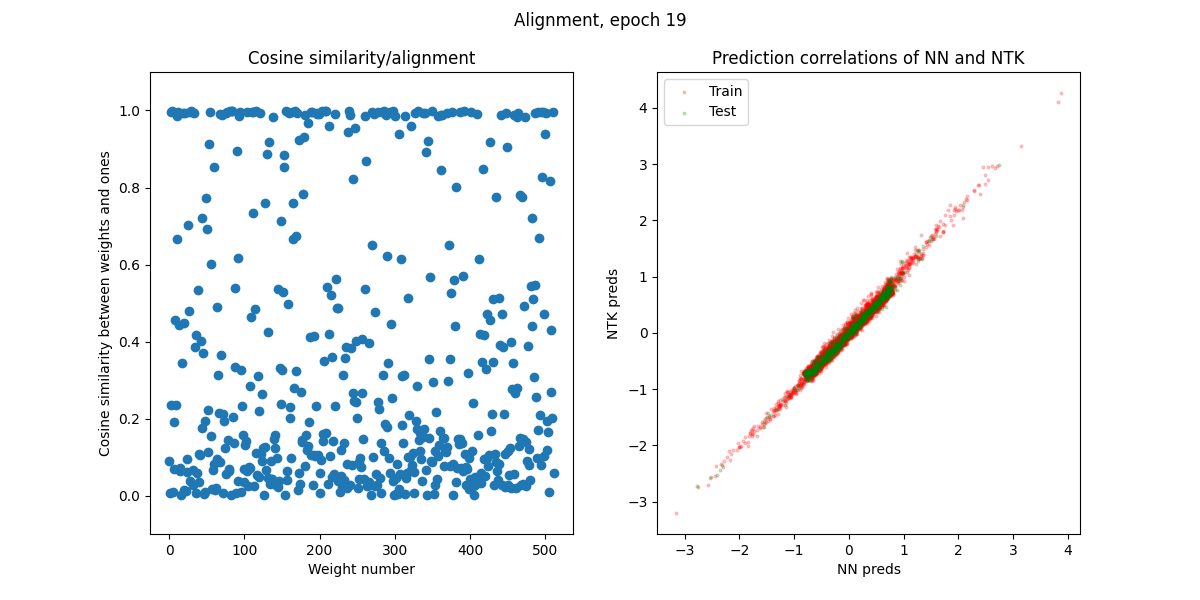 Alignment, epoch 19
Cosine similarity/alignment
Cosine similarity between weights and ones
1.0
0.8
0.6
0.4
0.2
0.0
0 100 200 300 400 500
Weight number
Prediction correlations of NN and NTK
Train
Test
NTK preds
4
3
2
1
0
−1
−2
−3
−3 −2 −1 0 1 2 3 4
NN preds